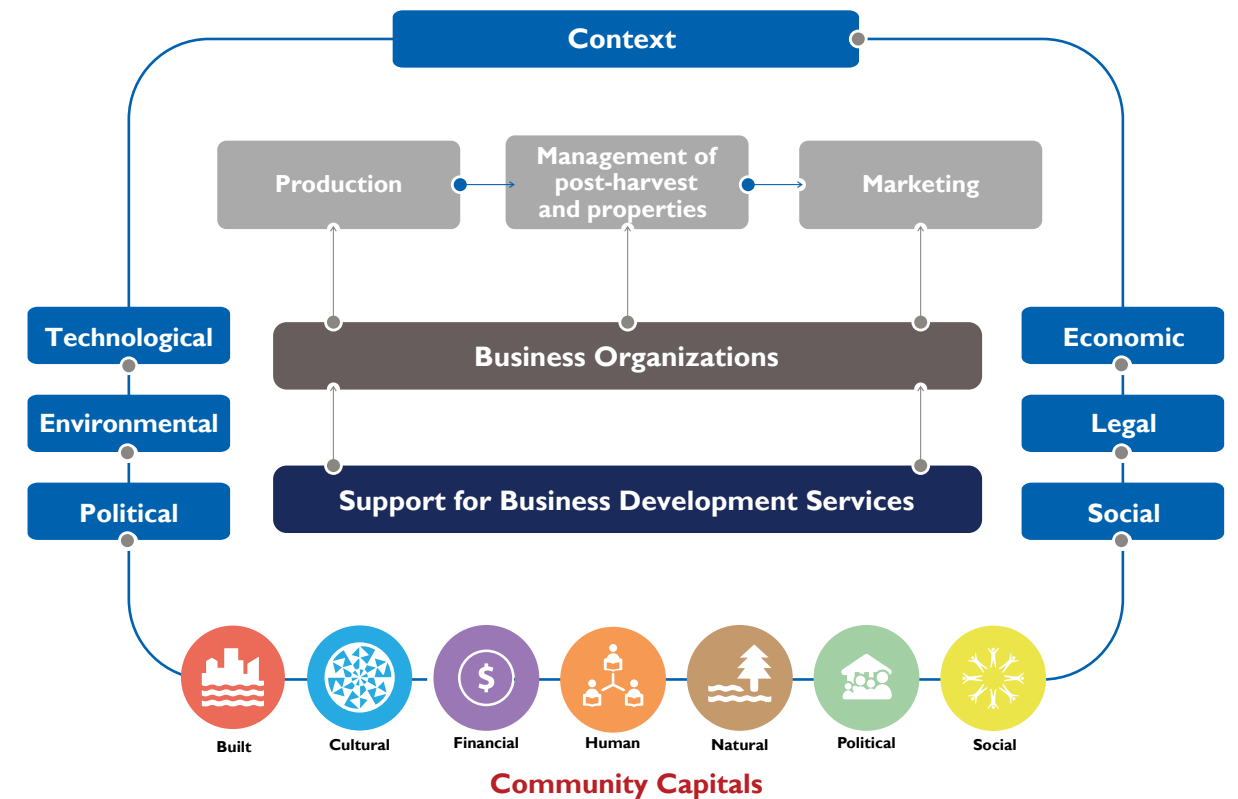 Context
Production
Management of
post-harvest
and properties
Marketing
Technological
Economic
Business Organizations
Environmental
Legal
Support for Business Development Services
Political
Social
$
Built
Cultural
Financial
Human
Natural
Political
Social
Community Capitals